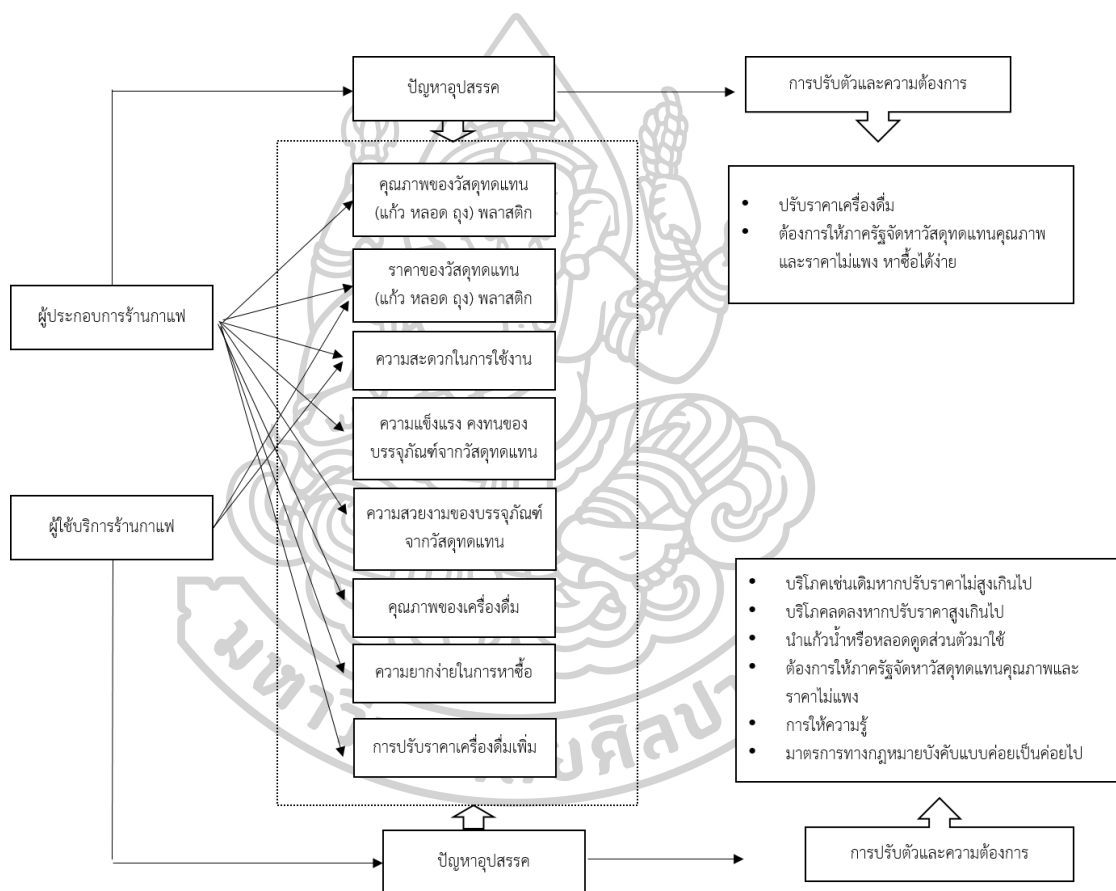 ปัญหาอุปสรรค
การปรับตัวและความต้องการ
คุณภาพของวัสดุทดแทน
(แก้ว หลอด ถุง) พลาสติก
ราคาของวัสดุทดแทน
(แก้ว หลอด ถุง) พลาสติก
ความสะดวกในการใช้งาน
ความแข็งแรง คงทนของ
บรรจุภัณฑ์จากวัสดุทดแทน
ความสวยงามของบรรจุภัณฑ์
จากวัสดุทดแทน
คุณภาพของเครื่องดื่ม
ความยากง่ายในการหาซื้อ
การปรับราคาเครื่องดื่มเพิ่ม
• ปรับราคาเครื่องดื่ม
• ต้องการให้ภาครัฐจัดหาวัสดุทดแทนคุณภาพ
และราคาไม่แพง หาซื้อได้ง่าย
ผู้ประกอบการร้านกาแฟ
ผู้ใช้บริการร้านกาแฟ
• บริโภคเช่นเดิมหากปรับราคาไม่สูงเกินไป
• บริโภคลดลงหากปรับราคาสูงเกินไป
• นำแก้วน้ำหรือหลอดดูดส่วนตัวมาใช้
• ต้องการให้ภาครัฐจัดหาวัสดุทดแทนคุณภาพและ
ราคาไม่แพง
• การให้ความรู้
• มาตรการทางกฎหมายบังคับแบบค่อยเป็นค่อยไป
ปัญหาอุปสรรค
การปรับตัวและความต้องการ